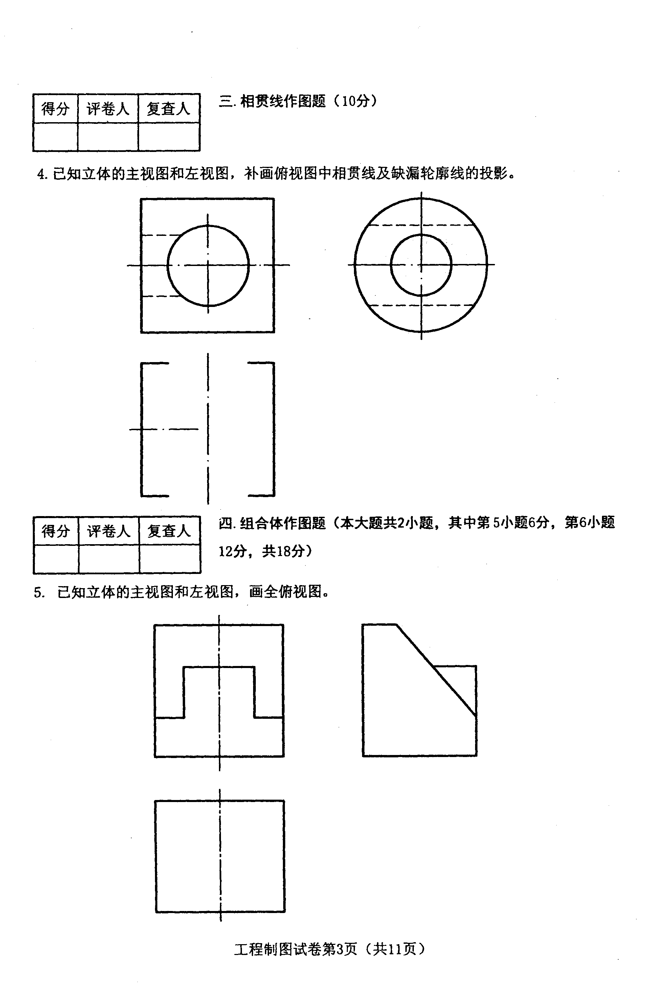 得分 评卷人 复查人
三. 相贯线作图题（10分）
4. 已知立体的主视图和左视图，补画俯视图中相贯线及缺漏轮廓线的投影。
得分 评卷人 复查人
四. 组合体作图题（本大题共2小题，其中第5小题6分，第6小题
12分，共18分）
5. 已知立体的主视图和左视图，画全俯视图。
工程制图试卷第3页（共11页）